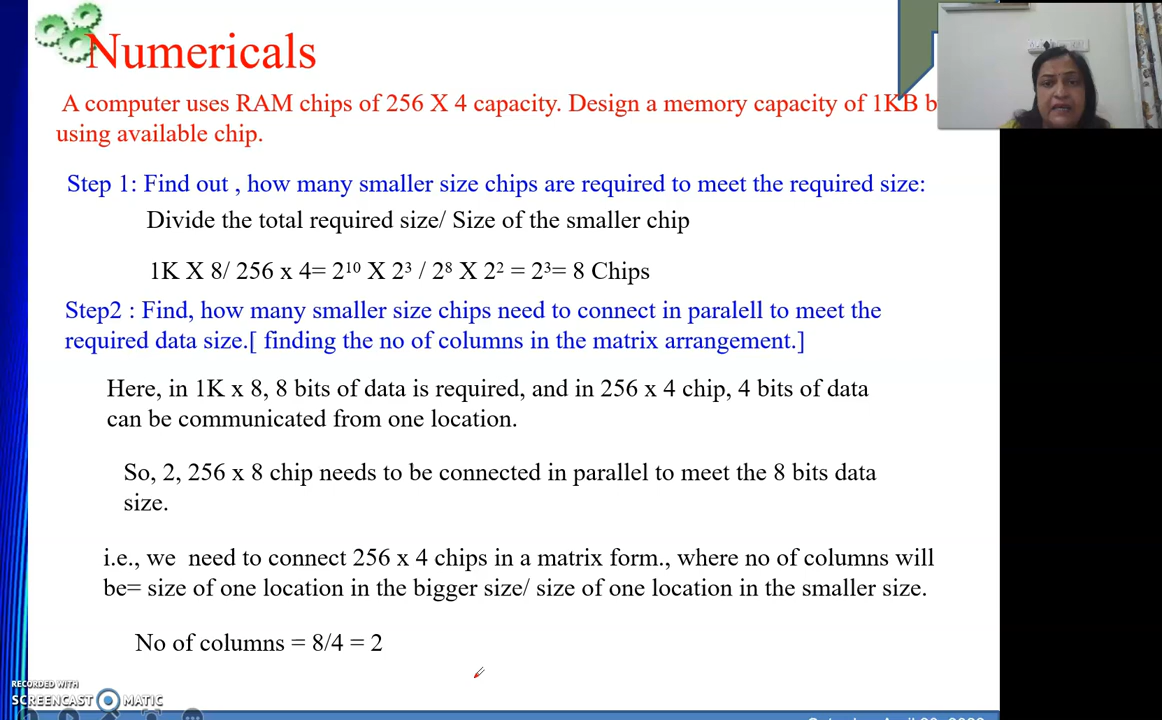 Numericals
A computer uses RAM chips of 256 X 4 capacity. Design a memory capacity of 1KB b
using available chip.
Step 1: Find out , how many smaller size chips are required to meet the required size:
Divide the total required size/ Size of the smaller chip
1K X 8/ 256 x 4= 2¹⁰ X 2³ / 2⁸ X 2² = 2³= 8 Chips
Step2 : Find, how many smaller size chips need to connect in paralell to meet the
required data size.[ finding the no of columns in the matrix arrangement.]
Here, in 1K x 8, 8 bits of data is required, and in 256 x 4 chip, 4 bits of data
can be communicated from one location.
So, 2, 256 x 8 chip needs to be connected in parallel to meet the 8 bits data
size.
i.e., we need to connect 256 x 4 chips in a matrix form., where no of columns will
be= size of one location in the bigger size/ size of one location in the smaller size.
No of columns = 8/4 = 2
RECORDED WITH
SCREENCAST MATIC